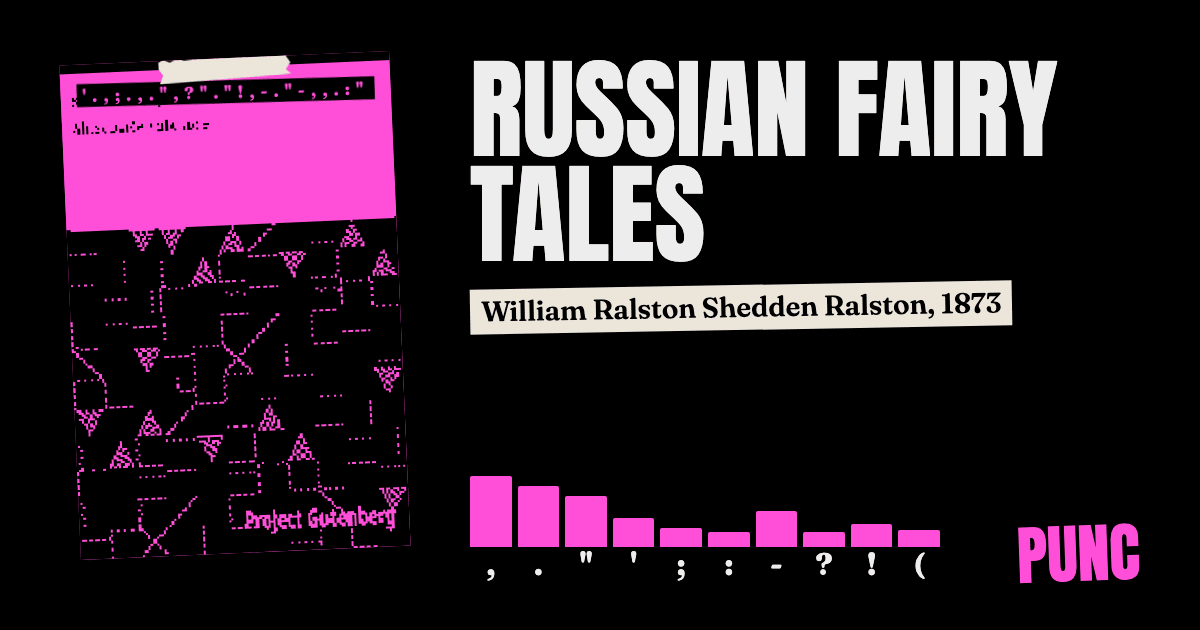 '.,;.,.",?"."!,-."-,,.:"
Project Gutenberg
RUSSIAN FAIRY
TALES
William Ralston Shedden Ralston, 1873
, . " ' ; : - ? ! (
PUNC